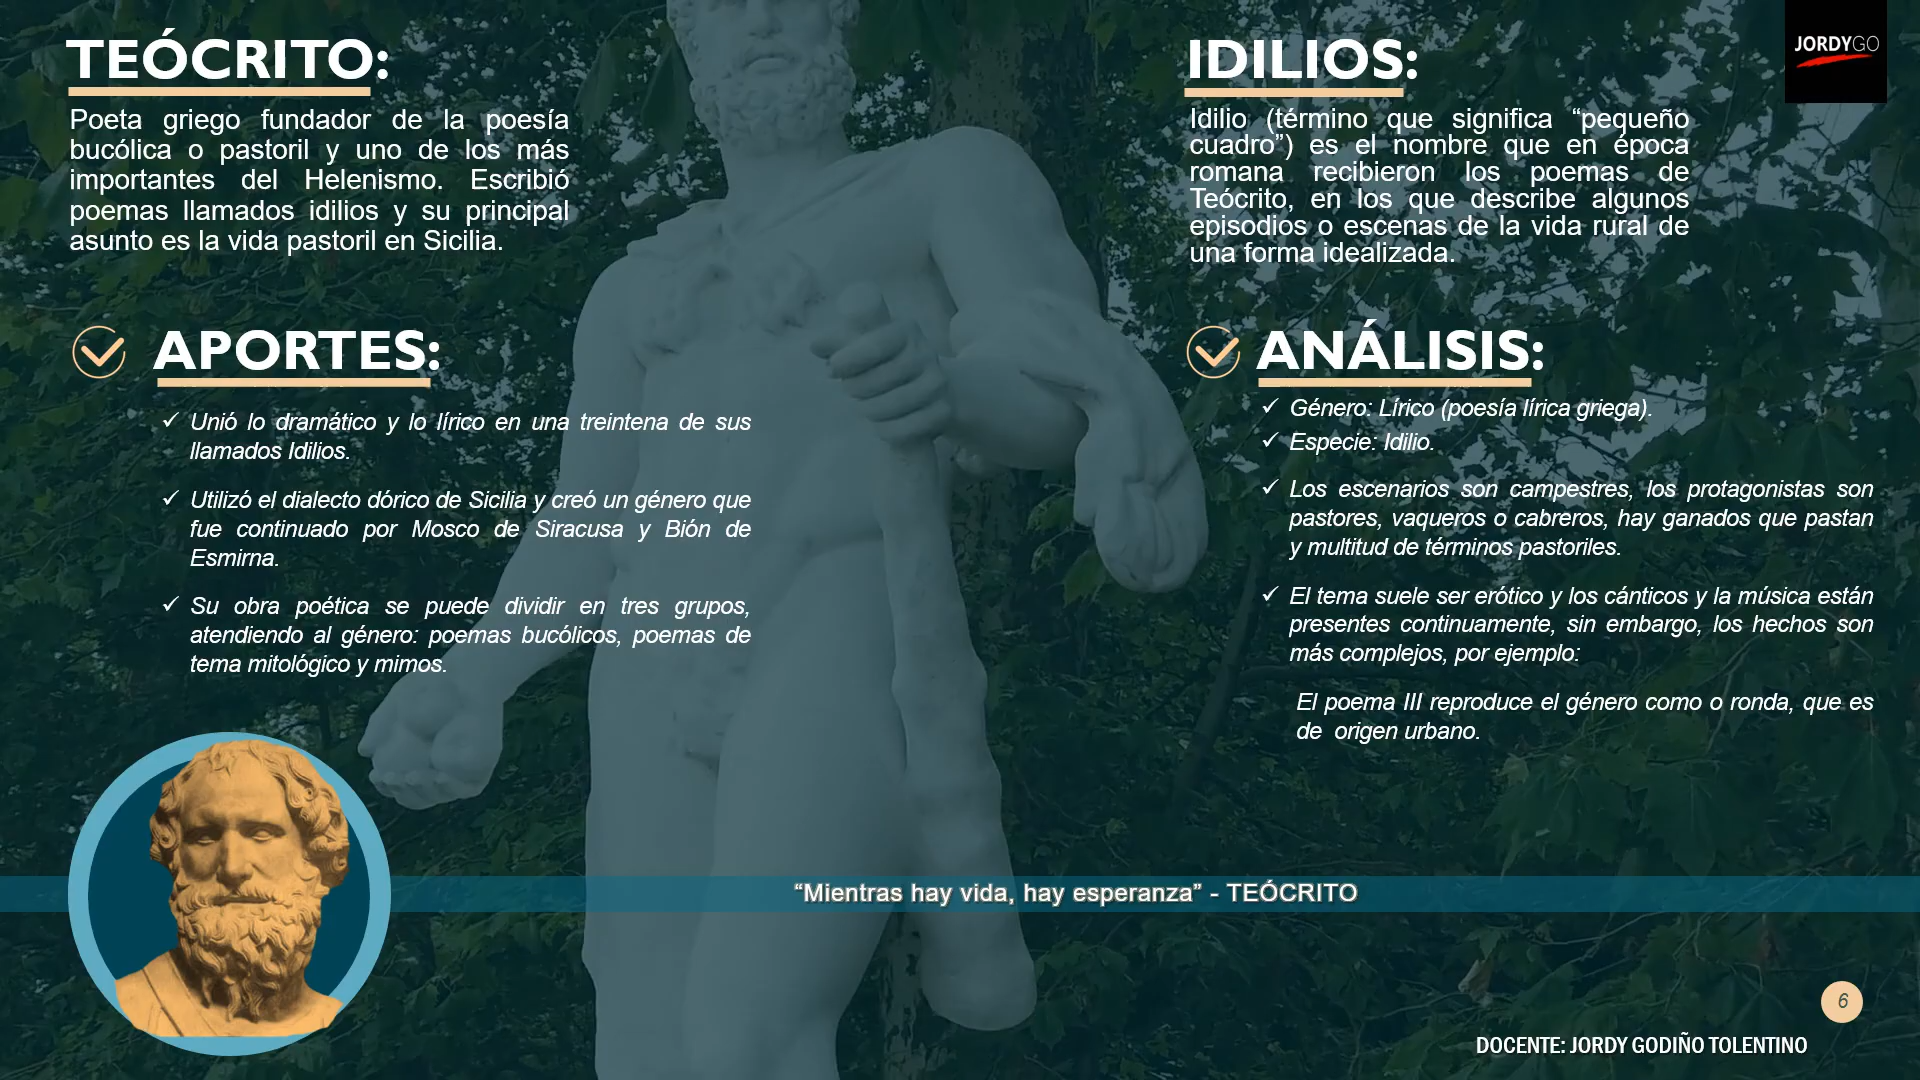 TEÓCRITO:
Poeta griego fundador de la poesía
bucólica o pastoril y uno de los más
importantes del Helenismo. Escribió
poemas llamados idilios y su principal
asunto es la vida pastoril en Sicilia.
APORTES:
✓ Unió lo dramático y lo lírico en una treintena de sus
llamados Idilios.
✓ Utilizó el dialecto dórico de Sicilia y creó un género que
fue continuado por Mosco de Siracusa y Bión de
Esmirna.
✓ Su obra poética se puede dividir en tres grupos,
atendiendo al género: poemas bucólicos, poemas de
tema mitológico y mimos.
IDILIOS:
Idilio (término que significa “pequeño
cuadro”) es el nombre que en época
romana recibieron los poemas de
Teócrito, en los que describe algunos
episodios o escenas de la vida rural de
una forma idealizada.
JORDYGO
ANÁLISIS:
✓ Género: Lírico (poesía lírica griega).
✓ Especie: Idilio.
✓ Los escenarios son campestres, los protagonistas son
pastores, vaqueros o cabreros, hay ganados que pastan
y multitud de términos pastoriles.
✓ El tema suele ser erótico y los cánticos y la música están
presentes continuamente, sin embargo, los hechos son
más complejos, por ejemplo:
El poema III reproduce el género como o ronda, que es
de origen urbano.
“Mientras hay vida, hay esperanza” - TEÓCRITO
6
DOCENTE: JORDY GODIÑO TOLENTINO